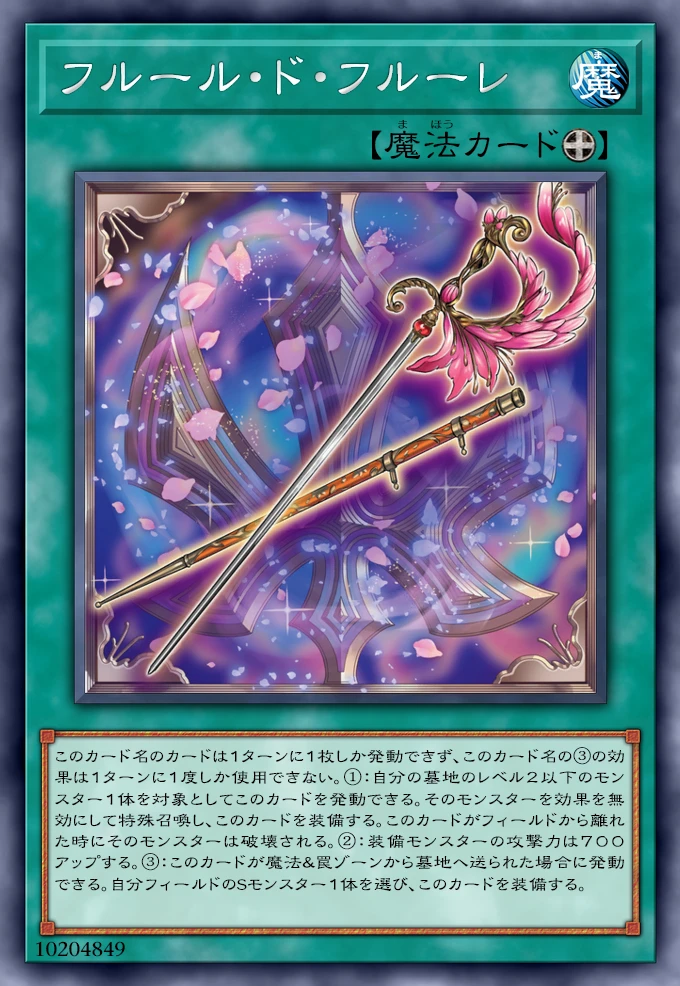 フルール・ド・フルーレ
魔
【魔法カード】
このカード名のカードは1ターンに1枚しか発動できず、このカード名の③の効
果は1ターンに1度しか使用できない。①：自分の墓地のレベル２以下のモン
スター1体を対象としてこのカードを発動できる。そのモンスターを効果を無
効にして特殊召喚し、このカードを装備する。このカードがフィールドから離れ
た時にそのモンスターは破壊される。②：装備モンスターの攻撃力は７００
アップする。③：このカードが魔法&罠ゾーンから墓地へ送られた場合に発動
できる。自分フィールドのSモンスター1体を選び、このカードを装備する。
10204849